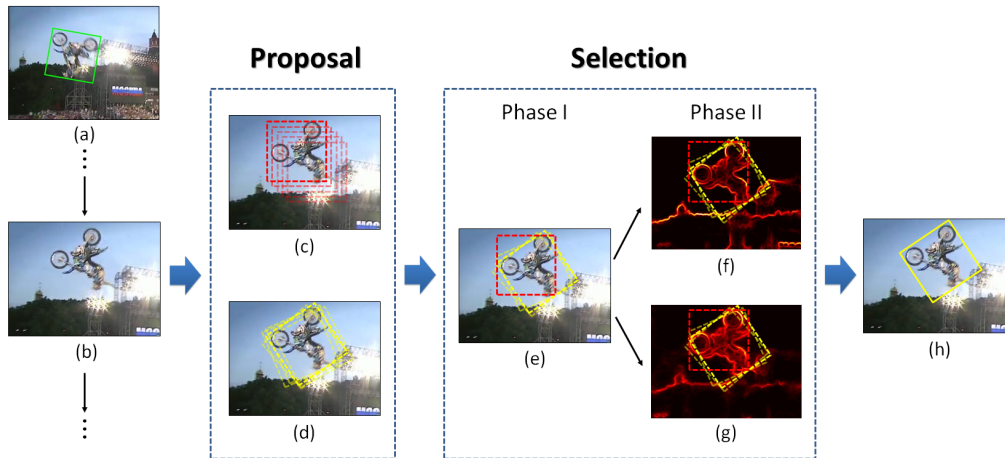 Proposal
Selection
Phase I
Phase II
(a)
(b)
(c)
(d)
(e)
(f)
(g)
(h)